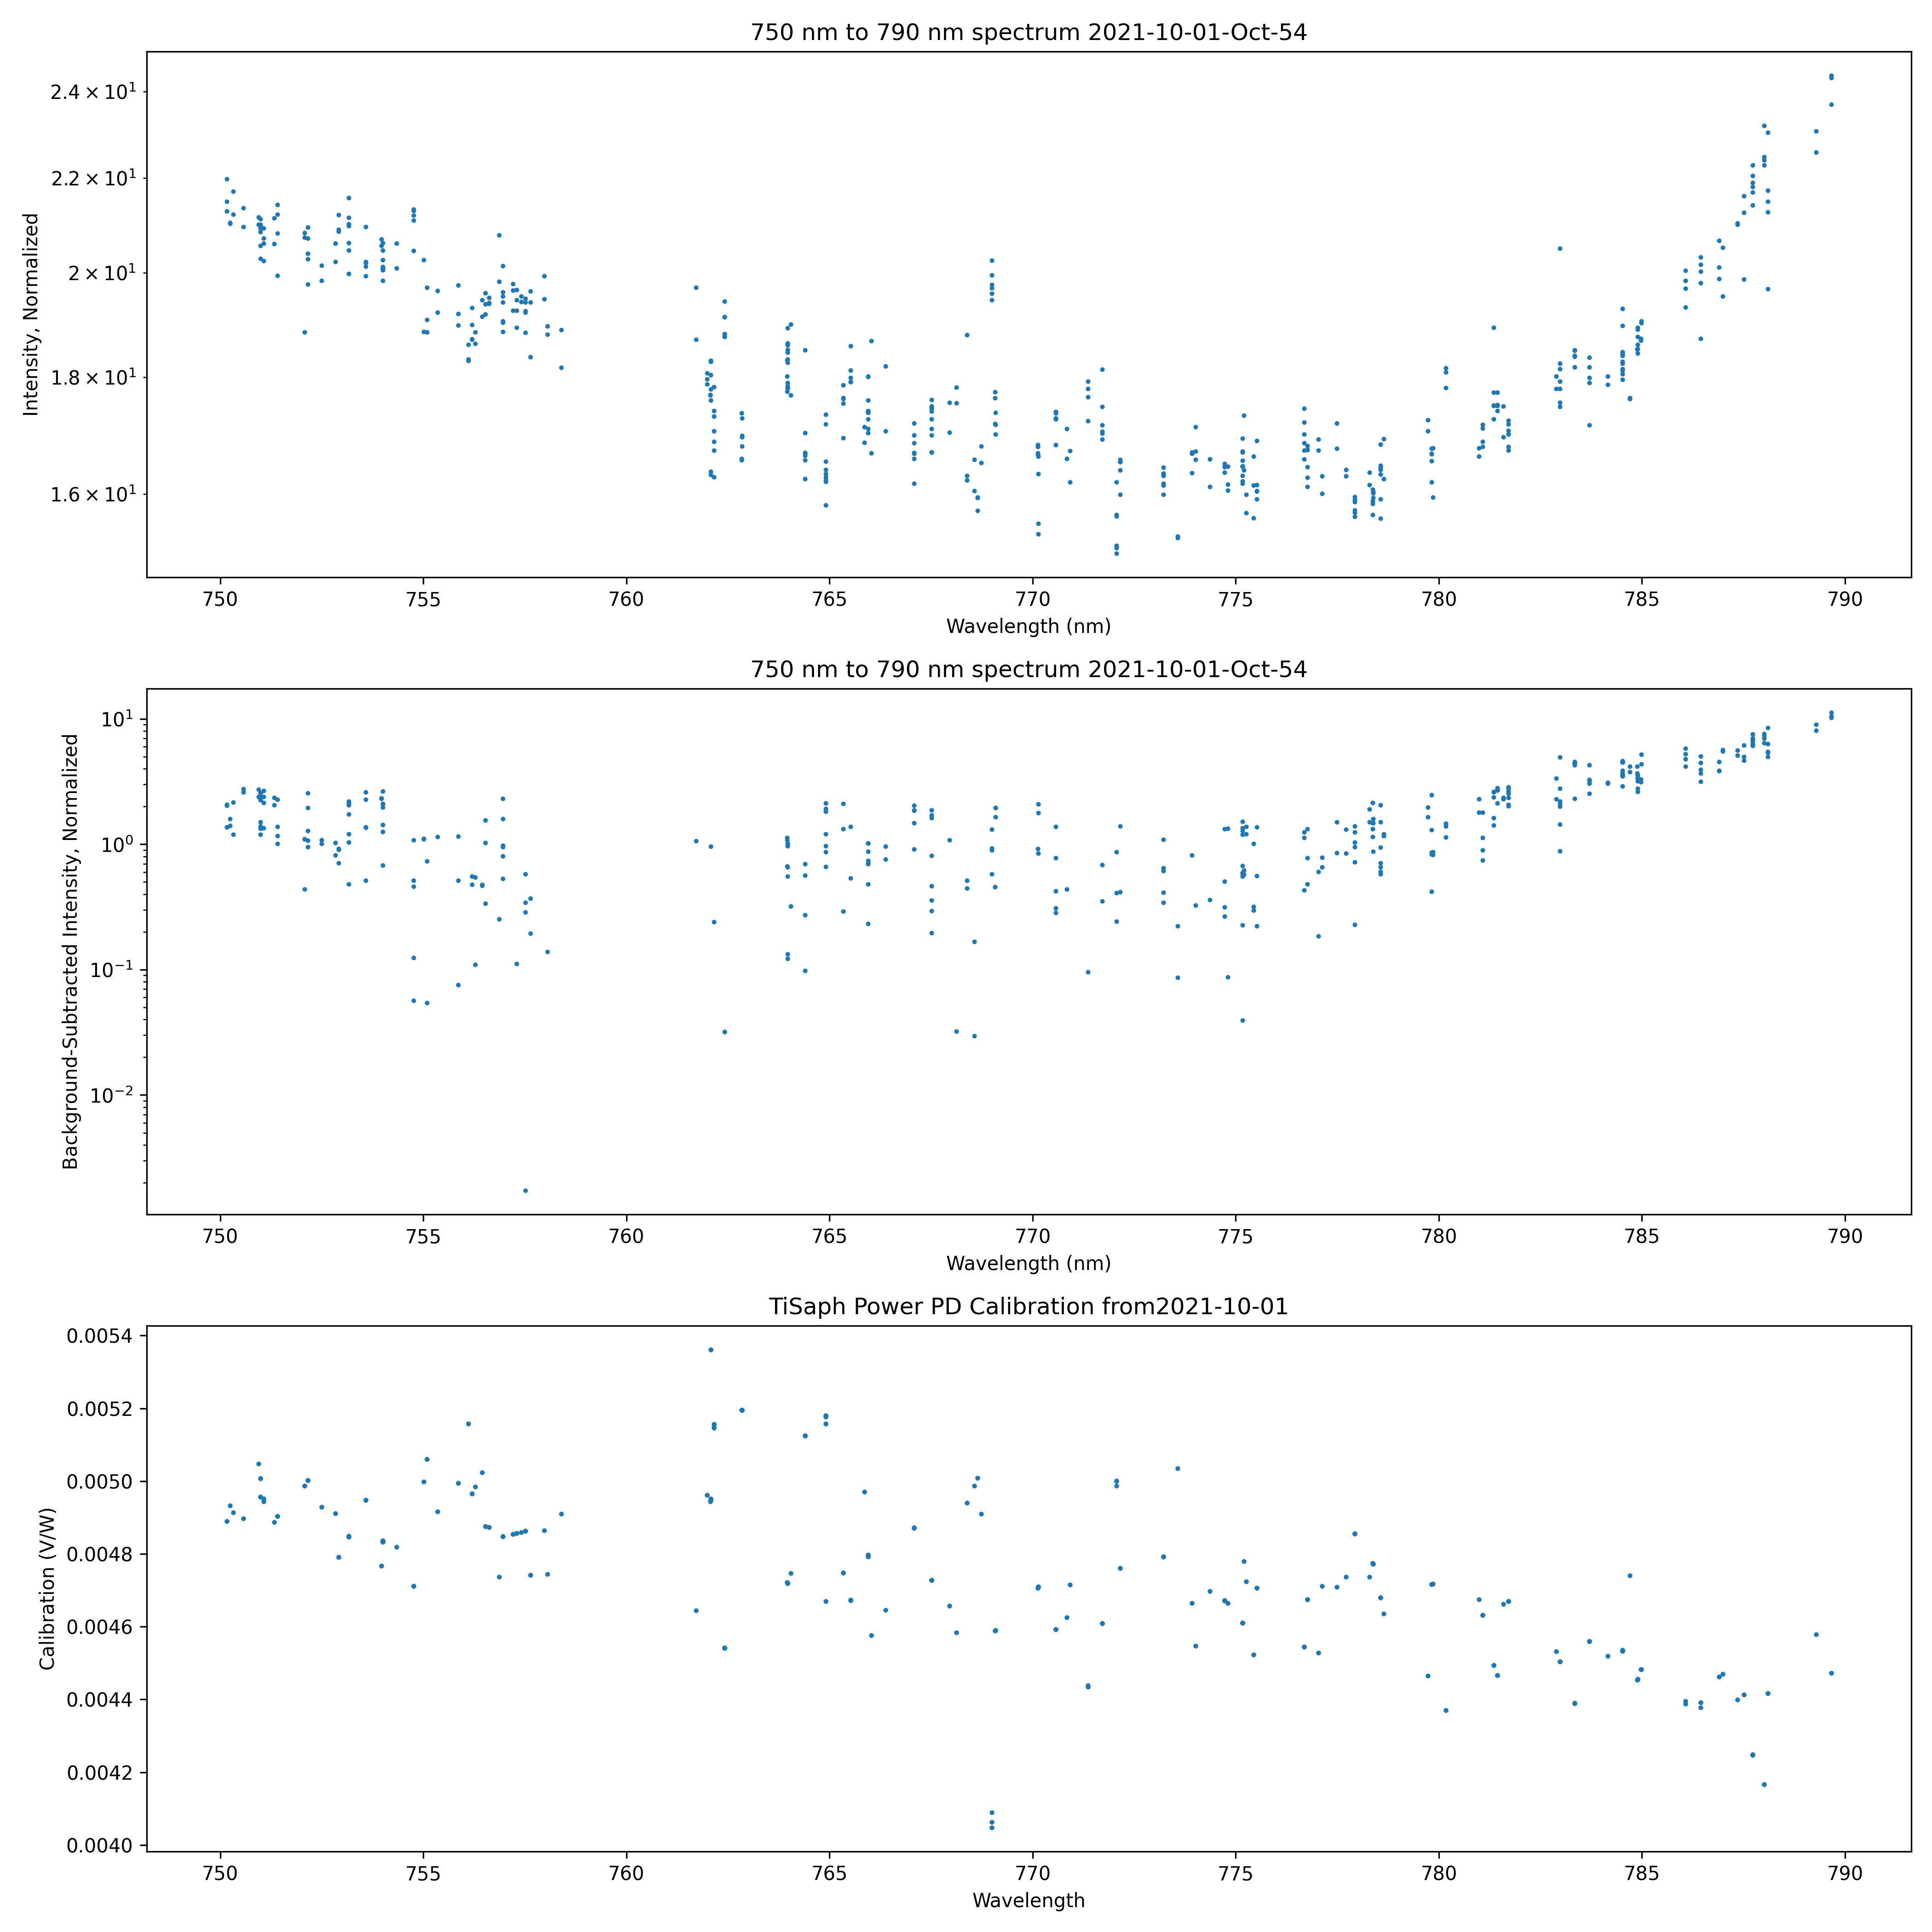 750 nm to 790 nm spectrum 2021-10-01-Oct-54
Intensity, Normalized
2.4 × 10¹
2.2 × 10¹
2 × 10¹
1.8 × 10¹
1.6 × 10¹
750 755 760 765 770 775 780 785 790
Wavelength (nm)
750 nm to 790 nm spectrum 2021-10-01-Oct-54
Background-Subtracted Intensity, Normalized
10¹
10⁰
10⁻¹
10⁻²
750 755 760 765 770 775 780 785 790
Wavelength (nm)
TiSaph Power PD Calibration from2021-10-01
Calibration (V/W)
0.0054
0.0052
0.0050
0.0048
0.0046
0.0044
0.0042
0.0040
750 755 760 765 770 775 780 785 790
Wavelength